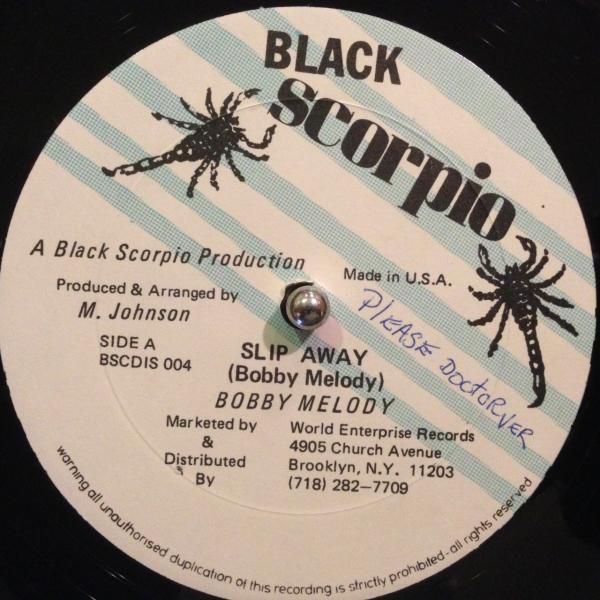 BLACK
scorpio
A Black Scorpio Production
Made in U.S.A.
Produced & Arranged by
M. Johnson
PLEASE DOCTOR VER
SIDE A
BSCDIS 004
SLIP AWAY
(Bobby Melody)
BOBBY MELODY
Marketed by
&
Distributed
By
World Enterprise Records
4905 Church Avenue
Brooklyn, N.Y. 11203
(718) 282-7709
warning all unauthorised duplication of this recording is strictly prohibited-all rights reserved